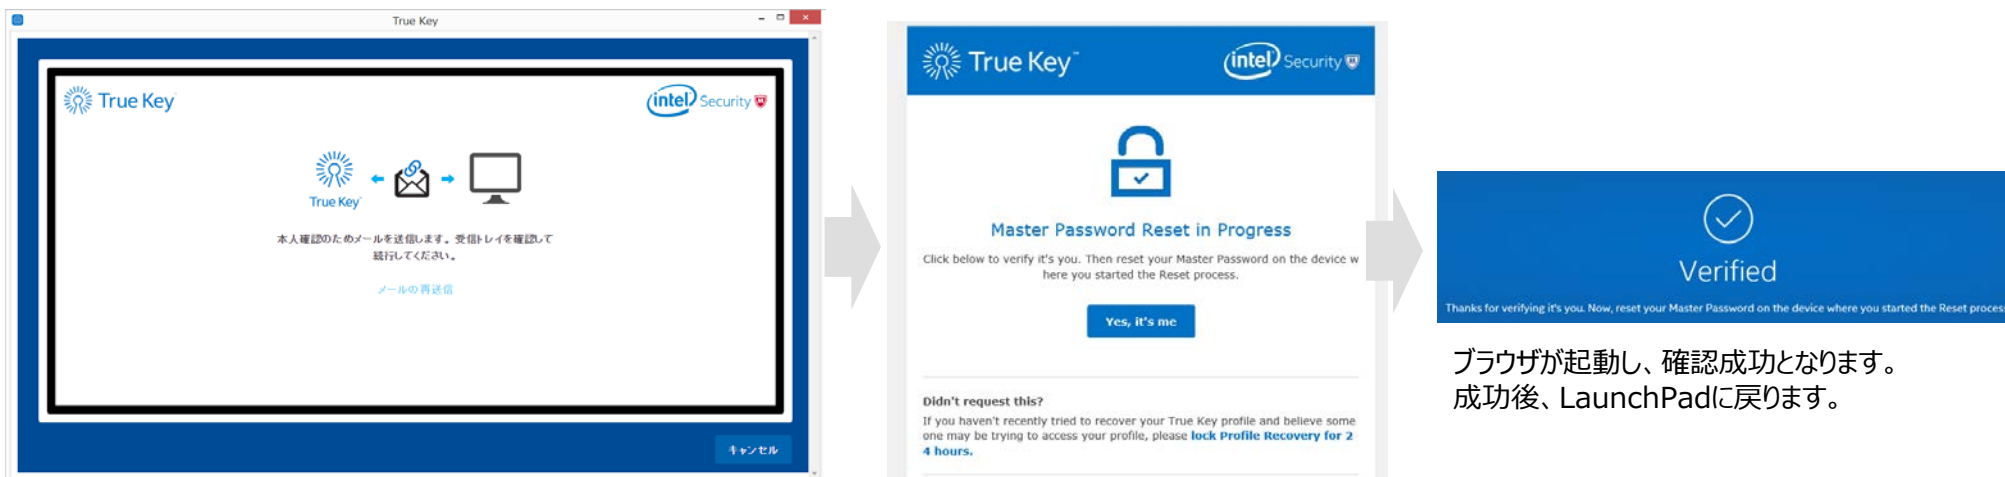 True Key
True Key
intel Security
True Key
本人確認のためメールを送信します。受信トレイを確認して
続行してください。
メールの再送信
キャンセル
True Key™
intel Security
Master Password Reset in Progress
Click below to verify it's you. Then reset your Master Password on the device w
here you started the Reset process.
Yes, it's me
Didn't request this?
If you haven't recently tried to recover your True Key profile and believe some
one may be trying to access your profile, please lock Profile Recovery for 2
4 hours.
Verified
Thanks for verifying it's you. Now, reset your Master Password on the device where you started the Reset process
ブラウザが起動し、確認成功となります。
成功後、LaunchPadに戻ります。